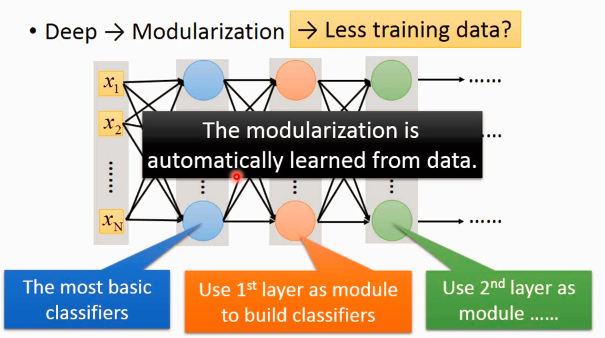 • Deep → Modularization → Less training data?
x₁
x₂
⋮
x_N
……
……
……
The modularization is
automatically learned from data.
The most basic
classifiers
Use 1st layer as module
to build classifiers
Use 2nd layer as
module ……